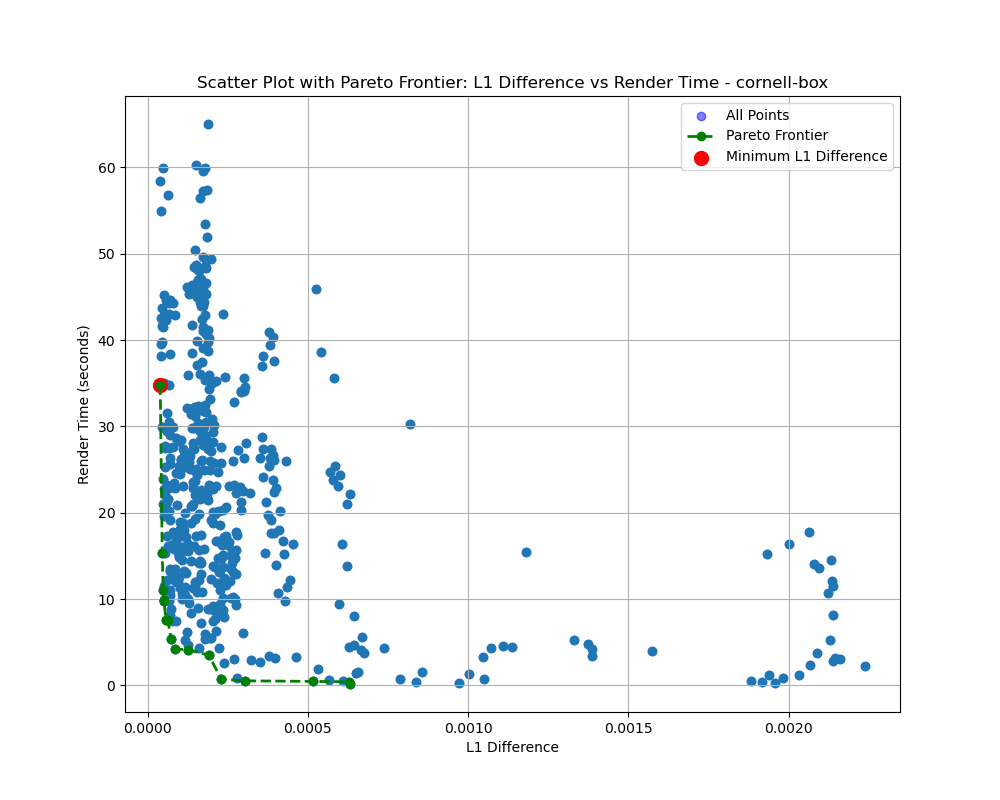 Scatter Plot with Pareto Frontier: L1 Difference vs Render Time - cornell-box
All Points
Pareto Frontier
Minimum L1 Difference
60
50
40
30
20
10
0
Render Time (seconds)
0.0000
0.0005
0.0010
0.0015
0.0020
L1 Difference